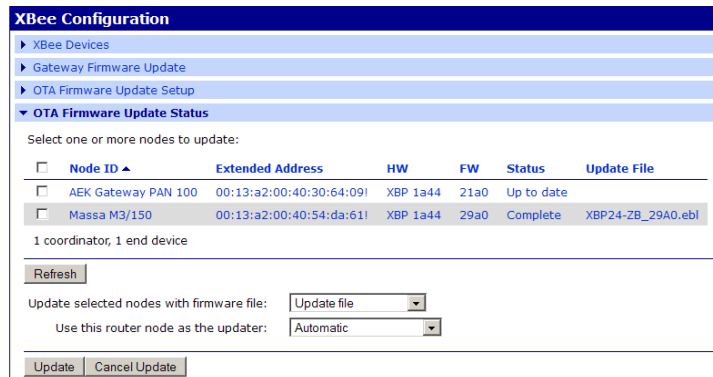 XBee Configuration
XBee Devices
Gateway Firmware Update
OTA Firmware Update Setup
OTA Firmware Update Status
Select one or more nodes to update:
Node ID Extended Address HW FW Status Update File
AEK Gateway PAN 100 00:13:a2:00:40:30:64:09! XBP 1a44 21a0 Up to date
Massa M3/150 00:13:a2:00:40:54:da:61! XBP 1a44 29a0 Complete XBP24-ZB_29A0.ebl
1 coordinator, 1 end device
Refresh
Update selected nodes with firmware file: Update file
Use this router node as the updater: Automatic
Update Cancel Update